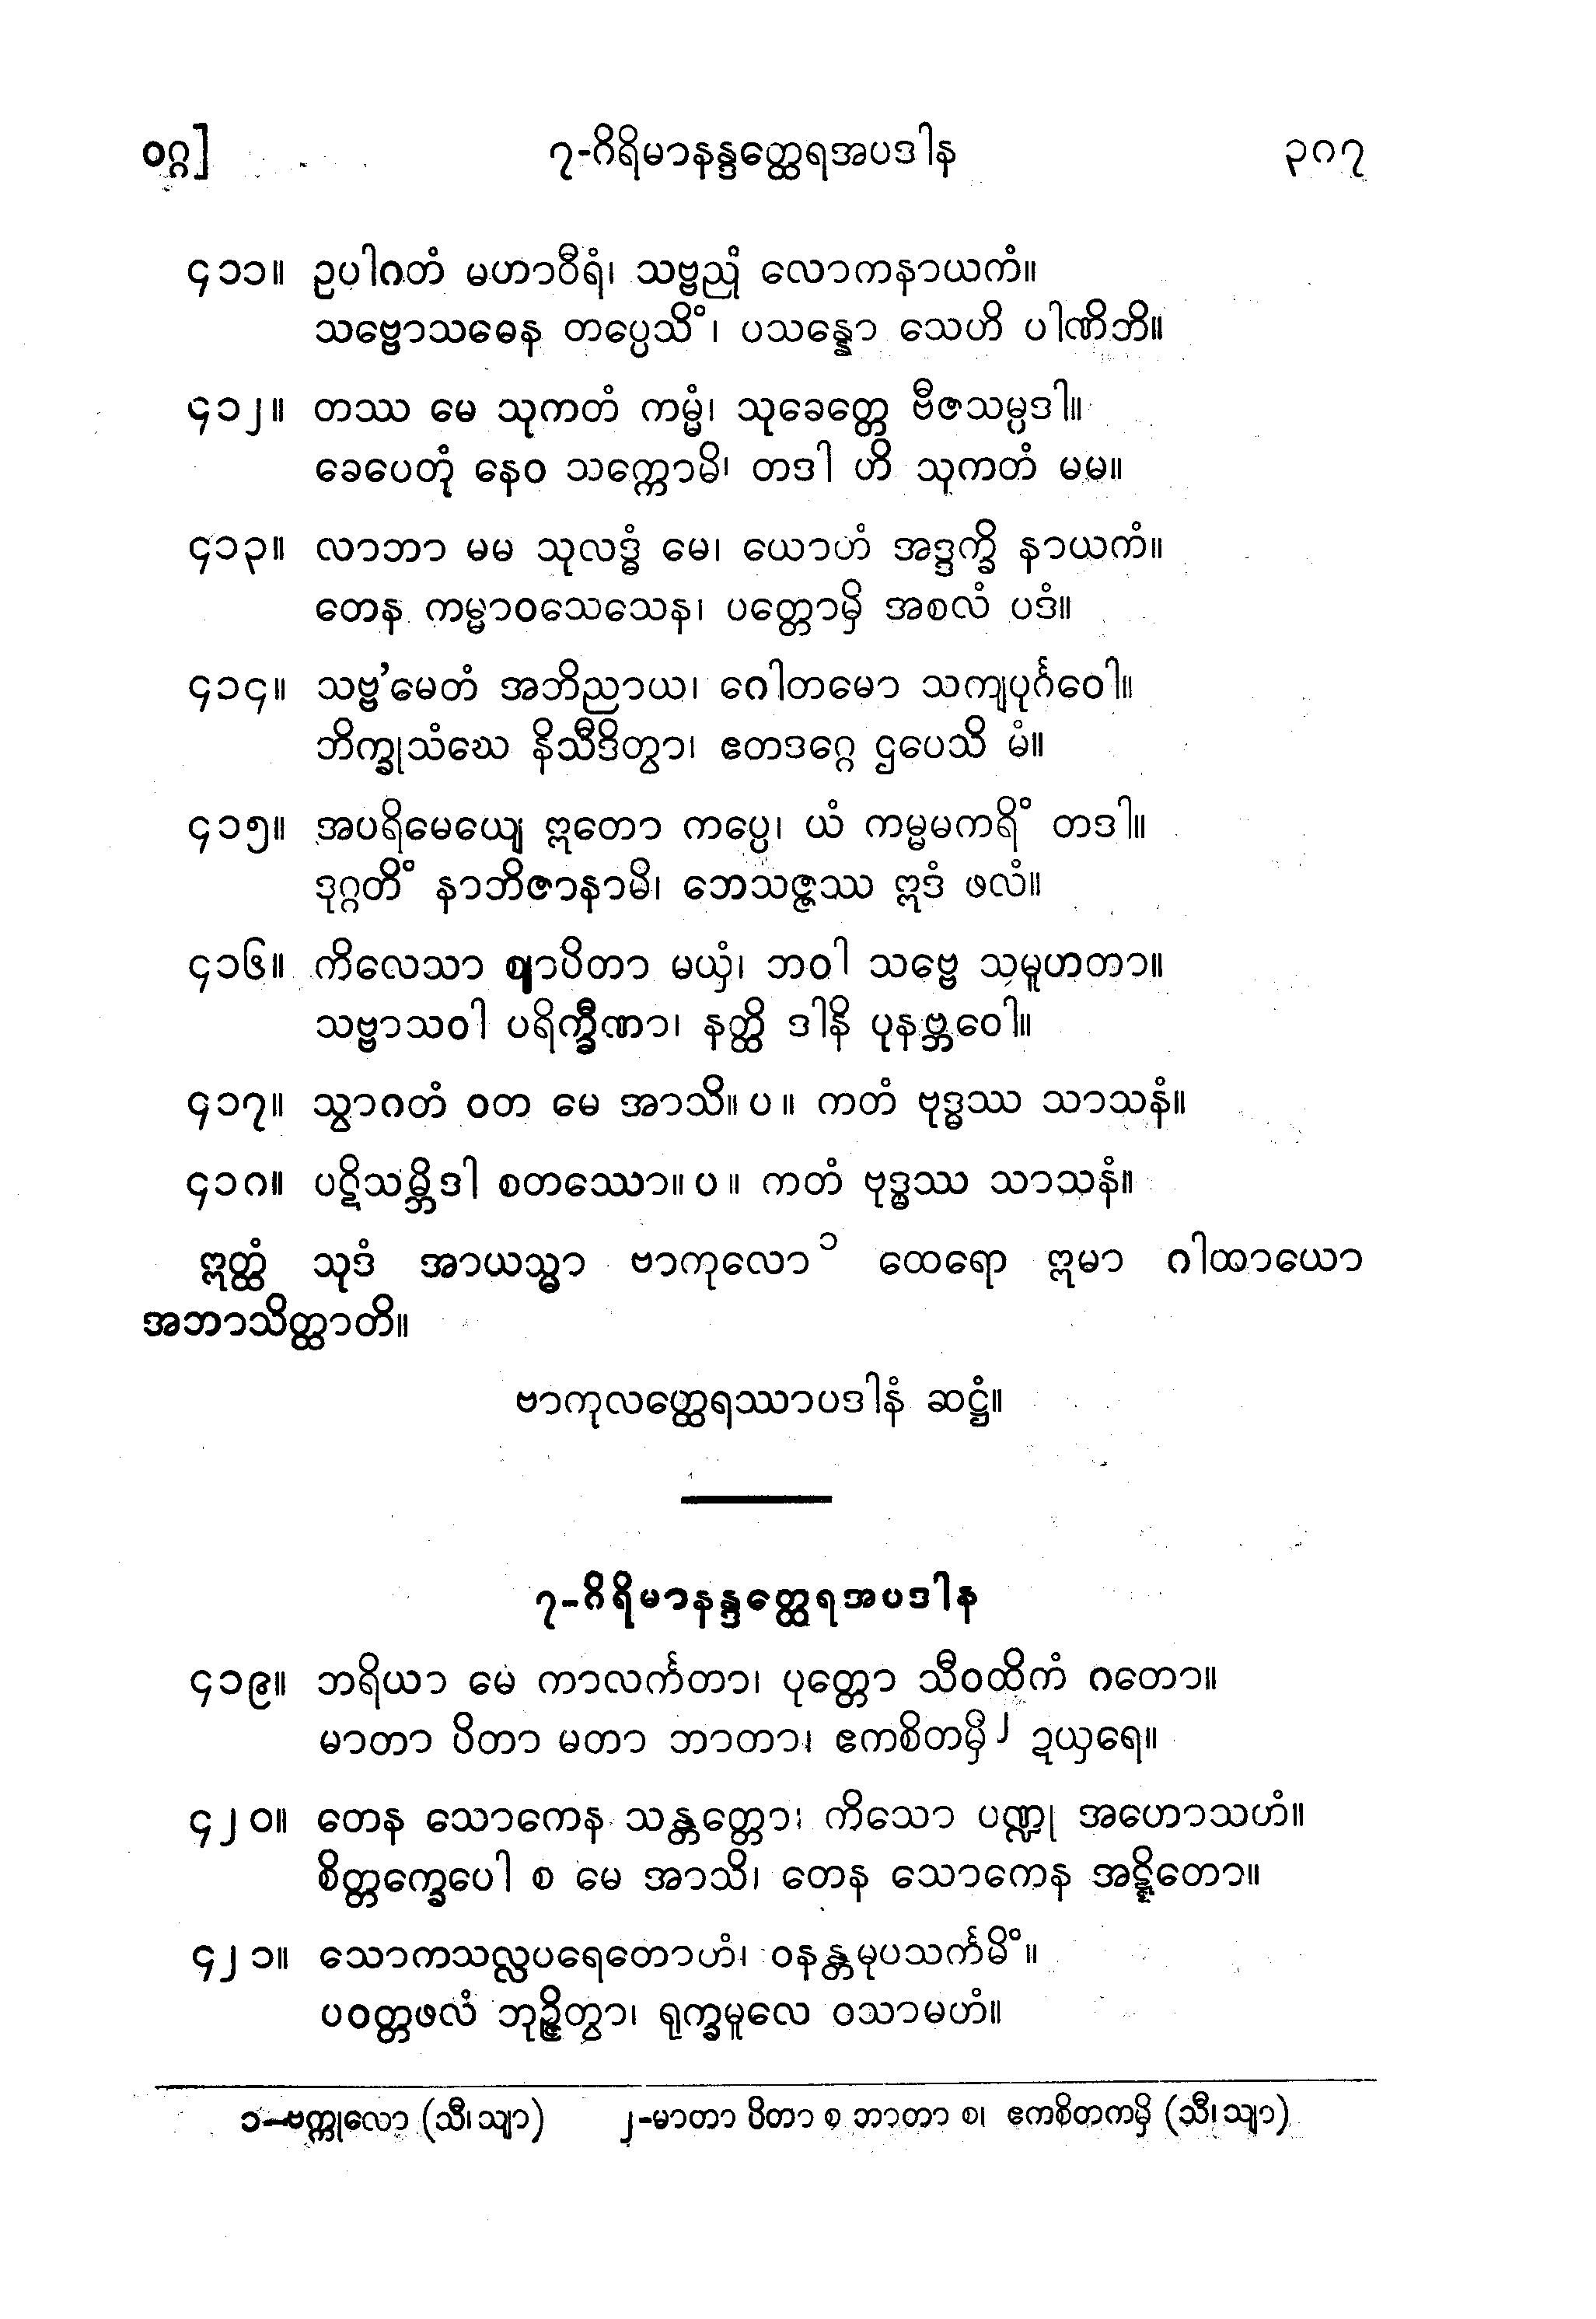 ဝဂ္ဂ] ၇-ဂိရိမာနန္ဒတ္ထေရအပဒါန ၃၀၇
၄၁၁။ ဥပါဂတံ မဟာဝီရံ၊ သဗ္ဗညုံ လောကနာယကံ။
သဗ္ဗောသဓေန တပ္ပေသိံ၊ ပသန္နော သေဟိ ပါဏိဘိ။
၄၁၂။ တဿ မေ သုကတံ ကမ္မံ၊ သုခေတ္တေ ဗီဇသမ္ပဒါ။
ခေပေတုံ နေဝ သက္ကောမိ၊ တဒါ ဟိ သုကတံ မမ။
၄၁၃။ လာဘာ မမ သုလဒ္ဓံ မေ၊ ယောဟံ အဒ္ဒက္ခိ နာယကံ။
တေန ကမ္မာဝသေသေန၊ ပတ္တောမှိ အစလံ ပဒံ။
၄၁၄။ သဗ္ဗ’မေတံ အဘိညာယ၊ ဂေါတမော သကျပုင်္ဂဝေါ။
ဘိက္ခုသံဃေ နိသီဒိတွာ၊ ဧတဒဂ္ဂေ ဌပေသိ မံ။
၄၁၅။ အပရိမေယျေ ဣတော ကပ္ပေ၊ ယံ ကမ္မမကရိံ တဒါ။
ဒုဂ္ဂတိံ နာဘိဇာနာမိ၊ ဘေသဇ္ဇဿ ဣဒံ ဖလံ။
၄၁၆။ ကိလေသာ ဈာပိတာ မယှံ၊ ဘဝါ သဗ္ဗေ သမူဟတာ။
သဗ္ဗာသဝါ ပရိက္ခီဏာ၊ နတ္ထိ ဒါနိ ပုနဗ္ဘဝေါ။
၄၁၇။ သွာဂတံ ဝတ မေ အာသိ။ ပ ။ ကတံ ဗုဒ္ဓဿ သာသနံ။
၄၁၈။ ပဋိသမ္ဘိဒါ စတဿော။ ပ ။ ကတံ ဗုဒ္ဓဿ သာသနံ။
ဣတ္ထံ သုဒံ အာယသ္မာ ဗာကုလော၁ ထေရော ဣမာ ဂါထာယော
အဘာသိတ္ထာတိ။
ဗာကုလတ္ထေရဿာပဒါနံ ဆဋ္ဌံ။
၇-ဂိရိမာနန္ဒတ္ထေရအပဒါန
၄၁၉။ ဘရိယာ မေ ကာလင်္ကတာ၊ ပုတ္တော သီဝထိကံ ဂတော။
မာတာ ပိတာ မတာ ဘာတာ၊ ဧကစိတမှိ၂ ဍယှရေ။
၄၂၀။ တေန သောကေန သန္တတ္တော၊ ကိသော ပဏ္ဍု အဟောသဟံ။
စိတ္တက္ခေပေါ စ မေ အာသိ၊ တေန သောကေန အဋ္ဋိတော။
၄၂၁။ သောကသလ္လပရေတောဟံ၊ ဝနန္တမုပသင်္ကမိံ။
ပဝတ္တဖလံ ဘုဉ္ဇိတွာ၊ ရုက္ခမူလေ ဝသာမဟံ။
၁-ဗက္ကုလော (သီ၊သျာ) ၂-မာတာ ပိတာ စ ဘာတာ စ၊ ဧကစိတကမှိ (သီ၊သျာ)